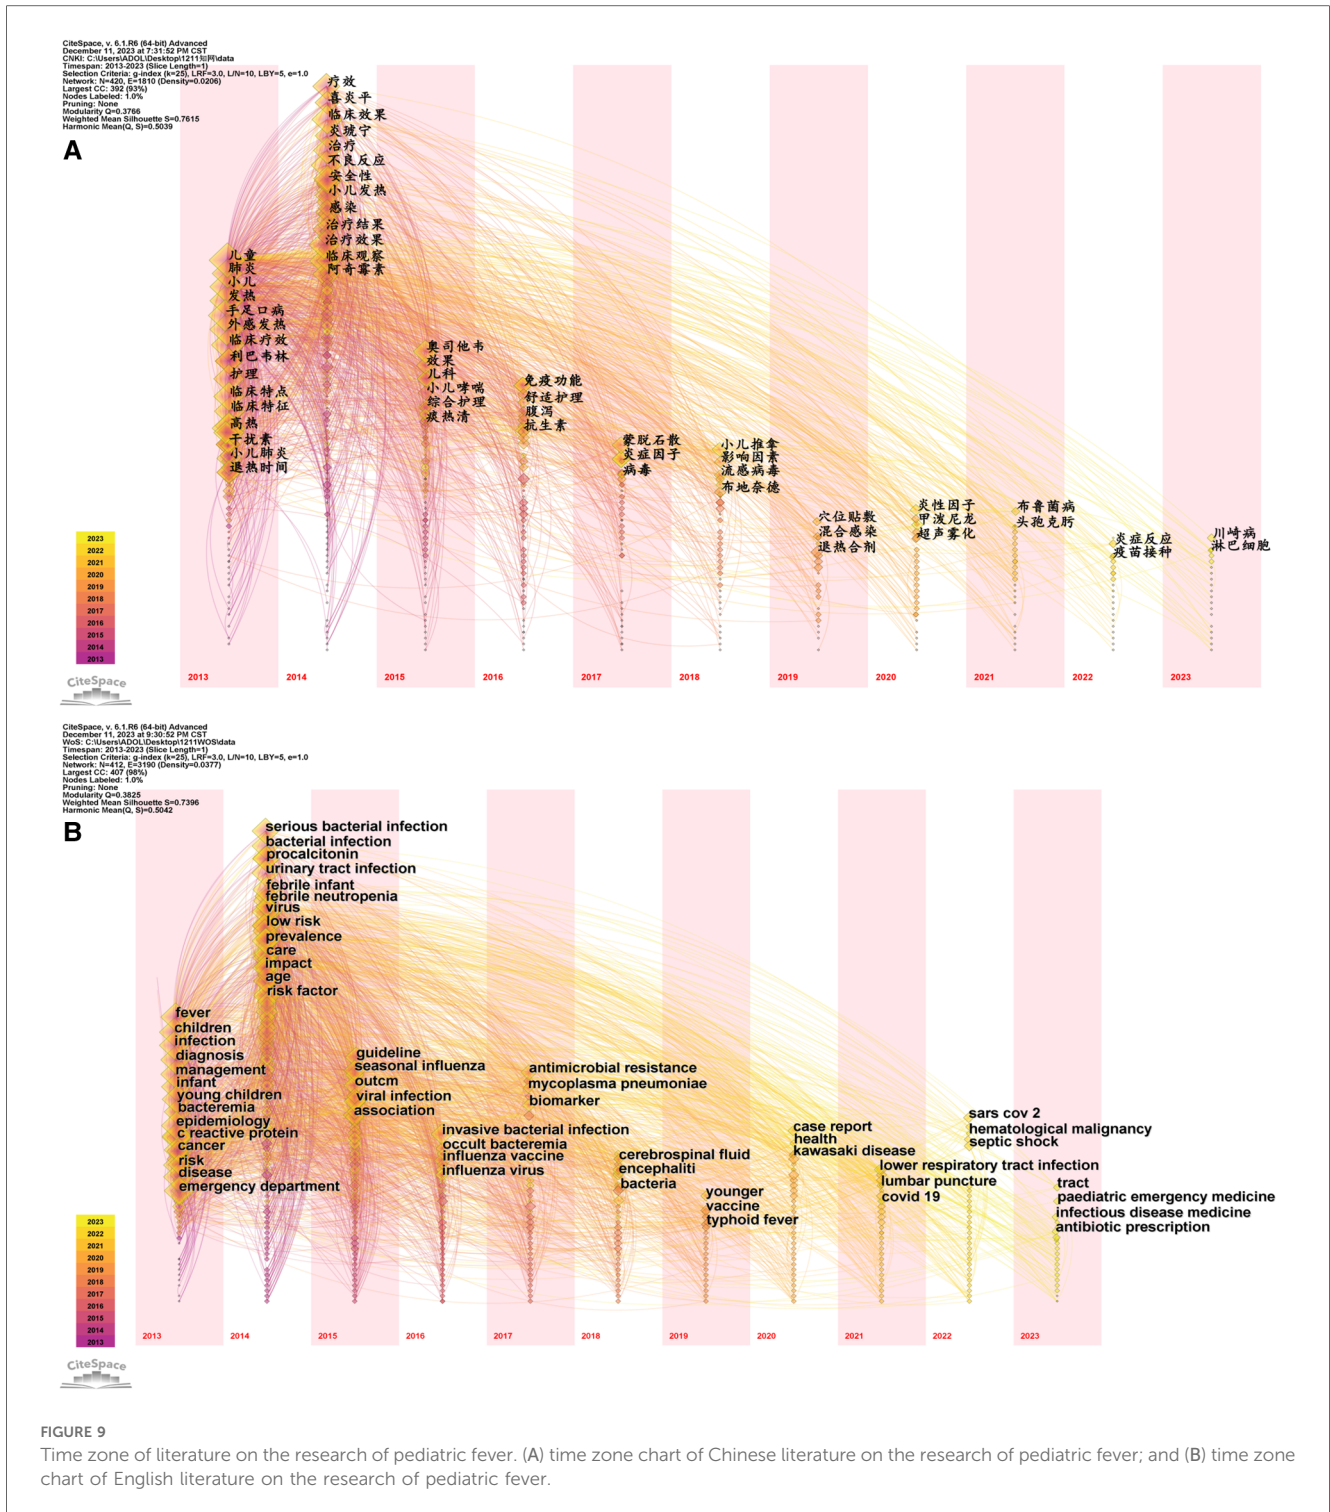 CiteSpace, v. 6.1.R6 (64-bit) Advanced
December 11, 2023 at 7:31:52 PM CST
CNKI: C:\Users\ADOL\Desktop\1211知网\data
Timespan: 2013-2023 (Slice Length=1)
Selection Criteria: g-index (k=25), LRF=3.0, L/N=10, LBY=5, e=1.0
Network: N=420, E=1810 (Density=0.0206)
Largest CC: 392 (93%)
Nodes Labeled: 1.0%
Pruning: None
Modularity Q=0.3766
Weighted Mean Silhouette S=0.7615
Harmonic Mean(Q, S)=0.5039
A
儿童
肺炎
小儿
发热
手足口病
外感发热
临床疗效
利巴韦林
护理
临床特点
临床特征
高热
干扰素
小儿肺炎
退热时间
疗效
喜炎平
临床效果
炎琥宁
治疗
不良反应
安全性
小儿发热
感染
治疗结果
治疗效果
临床观察
阿奇霉素
奥司他韦
效果
儿科
小儿哮喘
综合护理
痰热清
免疫功能
舒适护理
腹泻
抗生素
蒙脱石散
炎症因子
病毒
小儿推拿
影响因素
流感病毒
布地奈德
穴位贴敷
混合感染
退热合剂
炎性因子
甲泼尼龙
超声雾化
布鲁菌病
头孢克肟
炎症反应
疫苗接种
川崎病
淋巴细胞
2023
2022
2021
2020
2019
2018
2017
2016
2015
2014
2013
CiteSpace
2013
2014
2015
2016
2017
2018
2019
2020
2021
2022
2023
CiteSpace, v. 6.1.R6 (64-bit) Advanced
December 11, 2023 at 9:30:52 PM CST
WoS: C:\Users\ADOL\Desktop\1211WOS\data
Timespan: 2013-2023 (Slice Length=1)
Selection Criteria: g-index (k=25), LRF=3.0, L/N=10, LBY=5, e=1.0
Network: N=412, E=3190 (Density=0.0377)
Largest CC: 407 (98%)
Nodes Labeled: 1.0%
Pruning: None
Modularity Q=0.3825
Weighted Mean Silhouette S=0.7396
Harmonic Mean(Q, S)=0.5042
B
fever
children
infection
diagnosis
management
infant
young children
bacteremia
epidemiology
c reactive protein
cancer
risk
disease
emergency department
serious bacterial infection
bacterial infection
procalcitonin
urinary tract infection
febrile infant
febrile neutropenia
virus
low risk
prevalence
care
impact
age
risk factor
guideline
seasonal influenza
outcm
viral infection
association
invasive bacterial infection
occult bacteremia
influenza vaccine
influenza virus
antimicrobial resistance
mycoplasma pneumoniae
biomarker
cerebrospinal fluid
encephaliti
bacteria
younger
vaccine
typhoid fever
case report
health
kawasaki disease
lower respiratory tract infection
lumbar puncture
covid 19
sars cov 2
hematological malignancy
septic shock
tract
paediatric emergency medicine
infectious disease medicine
antibiotic prescription
2023
2022
2021
2020
2019
2018
2017
2016
2015
2014
2013
CiteSpace
2013
2014
2015
2016
2017
2018
2019
2020
2021
2022
2023
FIGURE 9
Time zone of literature on the research of pediatric fever. (A) time zone chart of Chinese literature on the research of pediatric fever; and (B) time zone
chart of English literature on the research of pediatric fever.